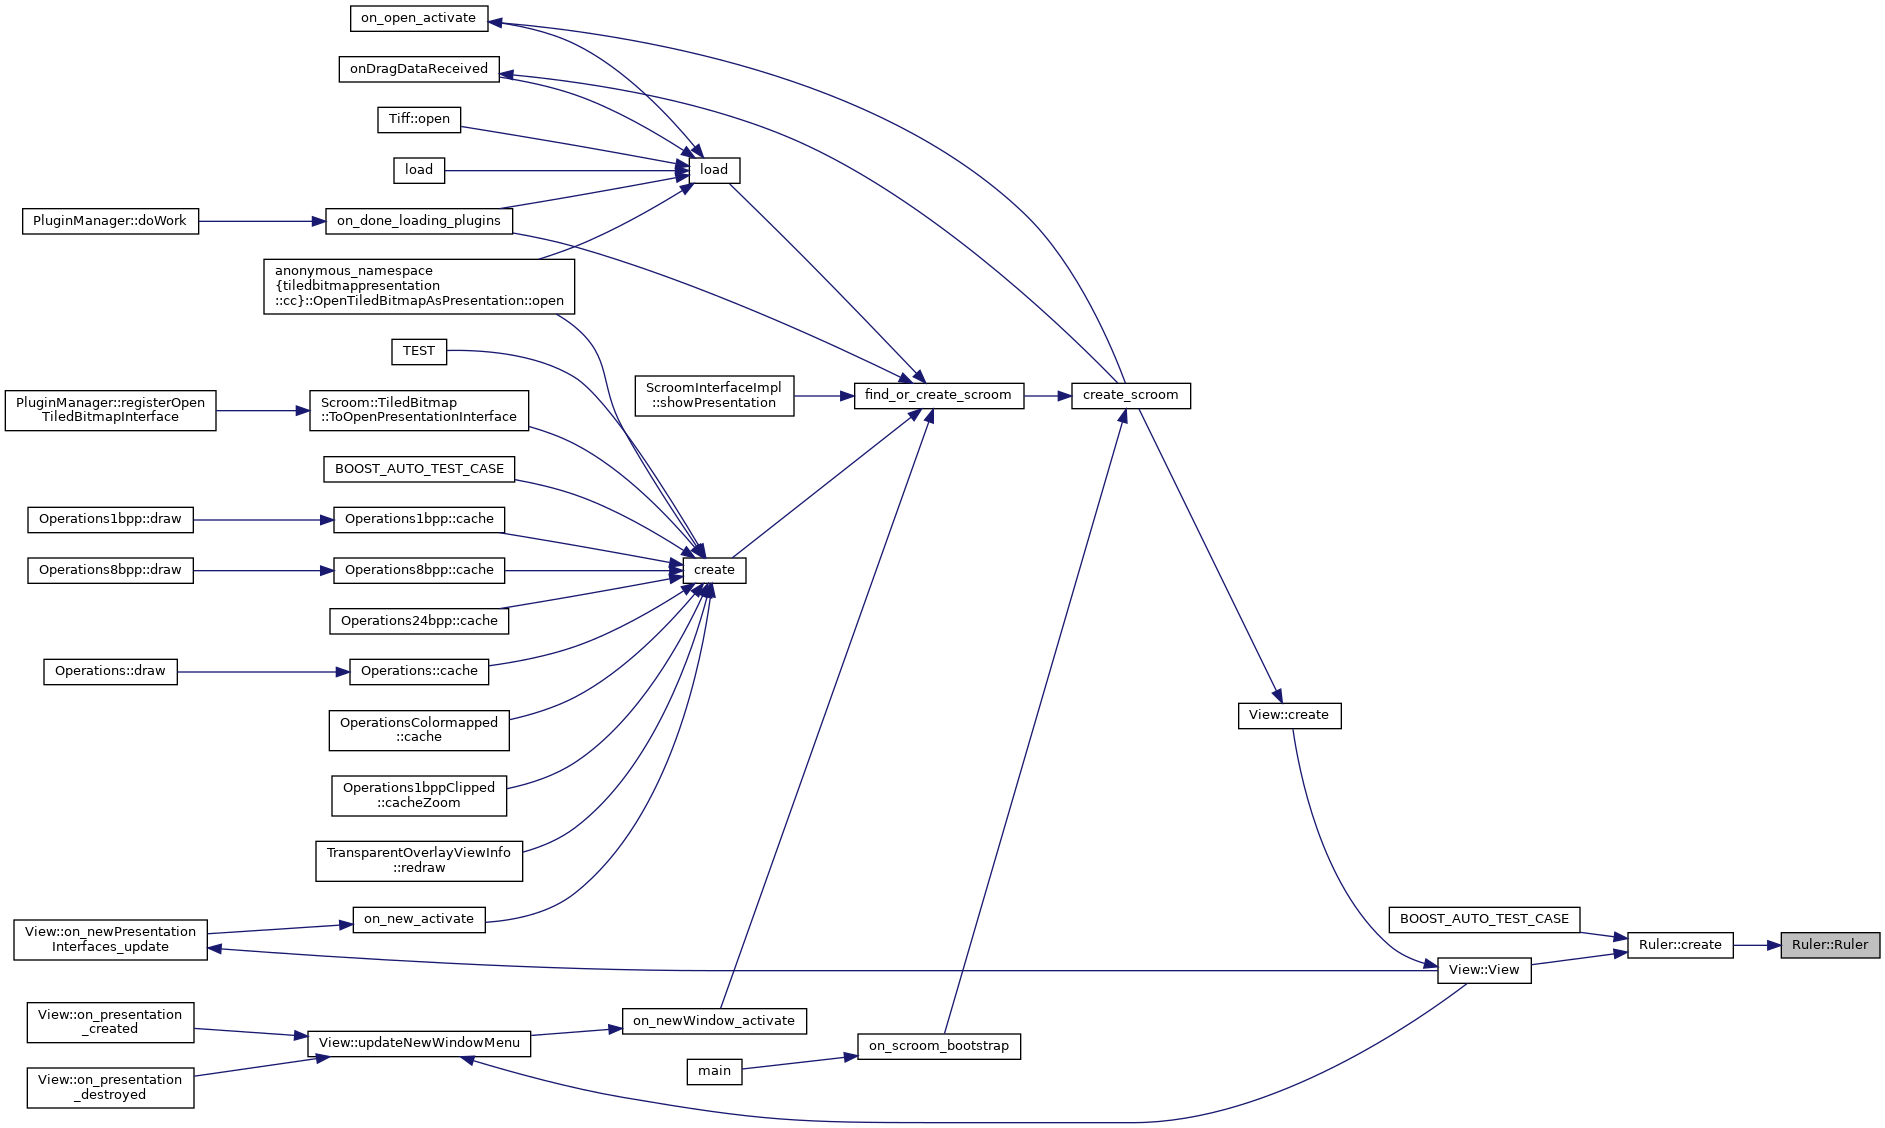 on_open_activate
onDragDataReceived
Tiff::open
load
load
PluginManager::doWork
on_done_loading_plugins
anonymous_namespace
{tiledbitmappresentation
::cc}::OpenTiledBitmapAsPresentation::open
TEST
PluginManager::registerOpen
TiledBitmapInterface
Scroom::TiledBitmap
::ToOpenPresentationInterface
ScroomInterfaceImpl
::showPresentation
find_or_create_scroom
create_scroom
BOOST_AUTO_TEST_CASE
Operations1bpp::draw
Operations1bpp::cache
Operations8bpp::draw
Operations8bpp::cache
create
Operations24bpp::cache
Operations::draw
Operations::cache
OperationsColormapped
::cache
View::create
Operations1bppClipped
::cacheZoom
TransparentOverlayViewInfo
::redraw
on_new_activate
View::on_newPresentation
Interfaces_update
BOOST_AUTO_TEST_CASE
Ruler::create
Ruler::Ruler
View::View
View::on_presentation
_created
View::updateNewWindowMenu
on_newWindow_activate
on_scroom_bootstrap
main
View::on_presentation
_destroyed